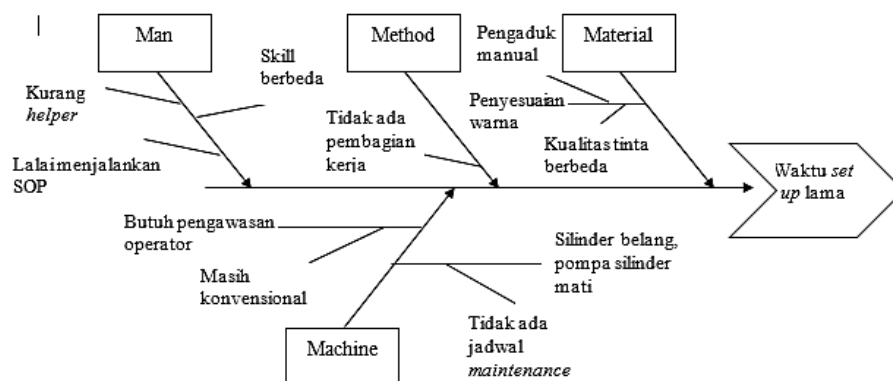 Man
Method
Material
Skill
berbeda
Pengaduk
manual
Kurang
helper
Penyesuaian
warna
Tidak ada
pembagian
kerja
Kualitas tinta
berbeda
Lalai menjalankan
SOP
Waktu set
up lama
Butuh pengawasan
operator
Masih
konvensional
Silinder belang,
pompa silinder
mati
Tidak ada
jadwal
maintenance
Machine